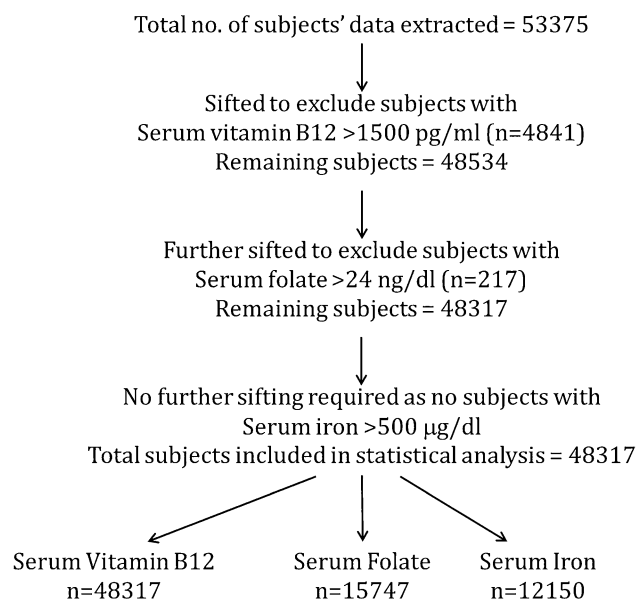 Total no. of subjects' data extracted = 53375
Sifted to exclude subjects with
Serum vitamin B12 >1500 pg/ml (n=4841)
Remaining subjects = 48534
Further sifted to exclude subjects with
Serum folate >24 ng/dl (n=217)
Remaining subjects = 48317
No further sifting required as no subjects with
Serum iron >500 µg/dl
Total subjects included in statistical analysis = 48317
Serum Vitamin B12
n=48317
Serum Folate
n=15747
Serum Iron
n=12150